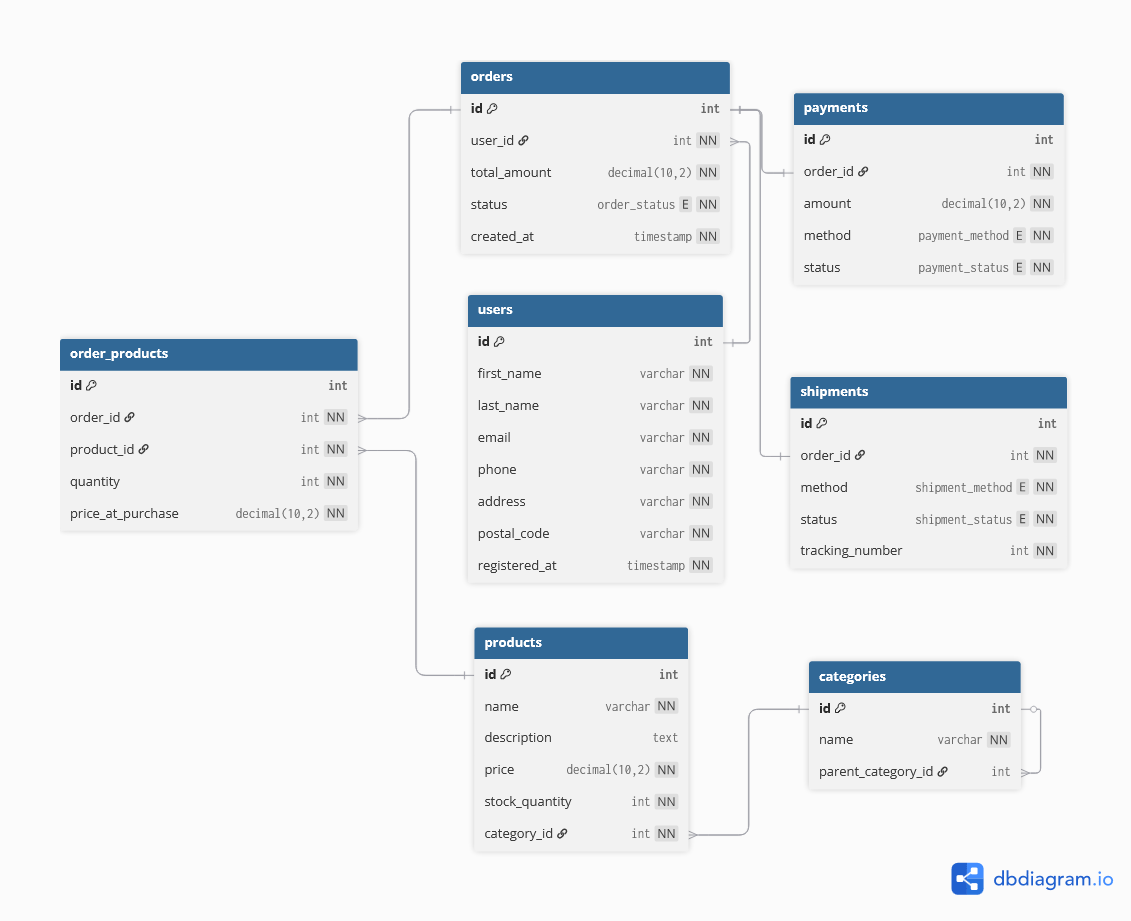 orders
id int
user_id int NN
total_amount decimal(10,2) NN
status order_status E NN
created_at timestamp NN
payments
id int
order_id int NN
amount decimal(10,2) NN
method payment_method E NN
status payment_status E NN
users
id int
first_name varchar NN
last_name varchar NN
email varchar NN
phone varchar NN
address varchar NN
postal_code varchar NN
registered_at timestamp NN
order_products
id int
order_id int NN
product_id int NN
quantity int NN
price_at_purchase decimal(10,2) NN
shipments
id int
order_id int NN
method shipment_method E NN
status shipment_status E NN
tracking_number int NN
products
id int
name varchar NN
description text
price decimal(10,2) NN
stock_quantity int NN
category_id int NN
categories
id int
name varchar NN
parent_category_id int
dbdiagram.io